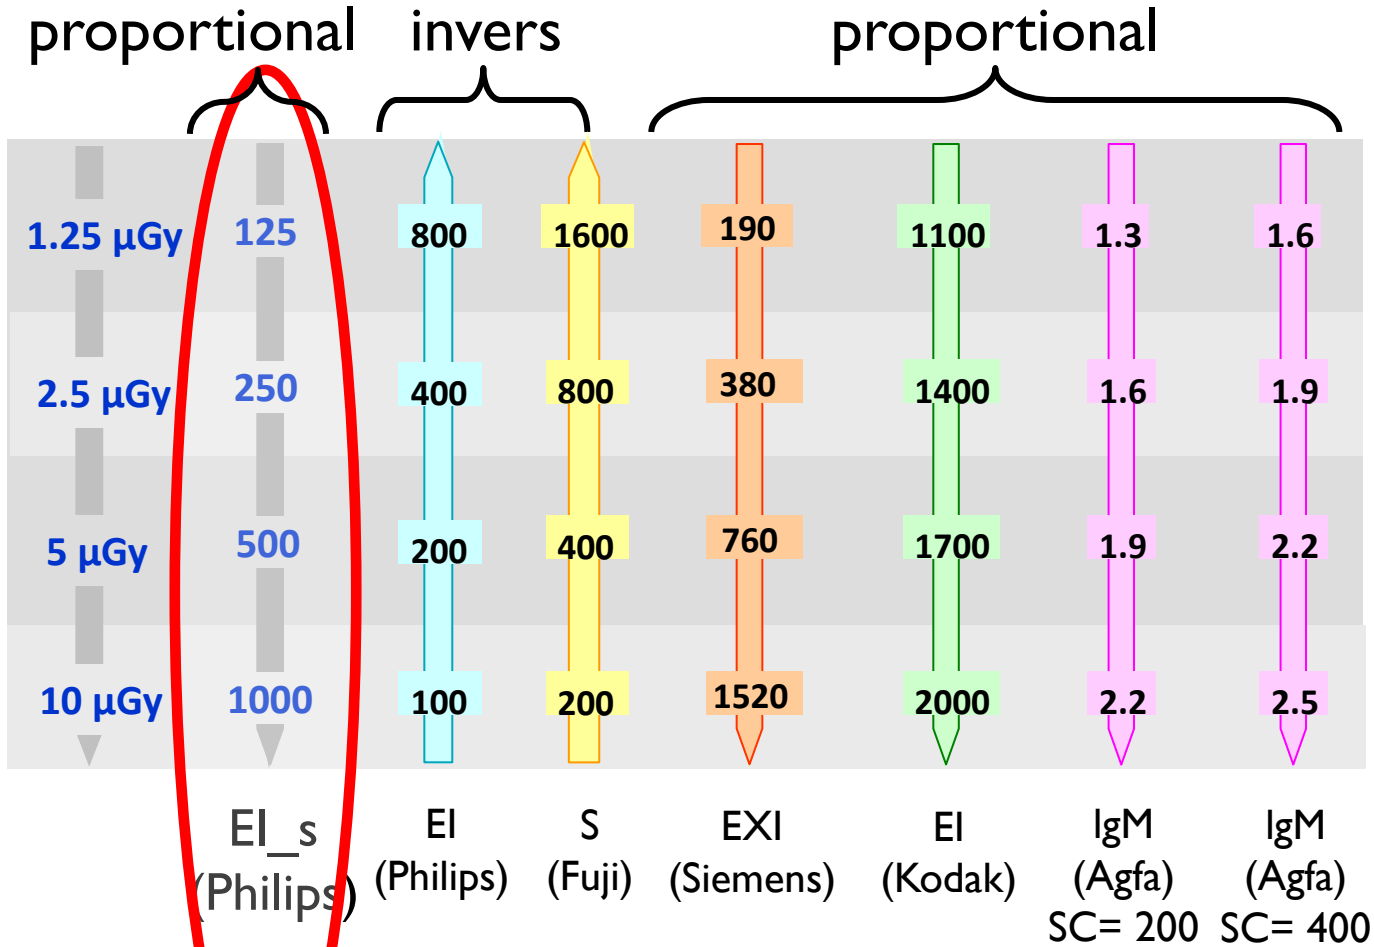 proportional invers proportional
1.25 µGy 125 800 1600 190 1100 1.3 1.6
2.5 µGy 250 400 800 380 1400 1.6 1.9
5 µGy 500 200 400 760 1700 1.9 2.2
10 µGy 1000 100 200 1520 2000 2.2 2.5
EI_s EI S EXI EI lgM lgM
(Philips) (Philips) (Fuji) (Siemens) (Kodak) (Agfa) (Agfa)
SC= 200 SC= 400